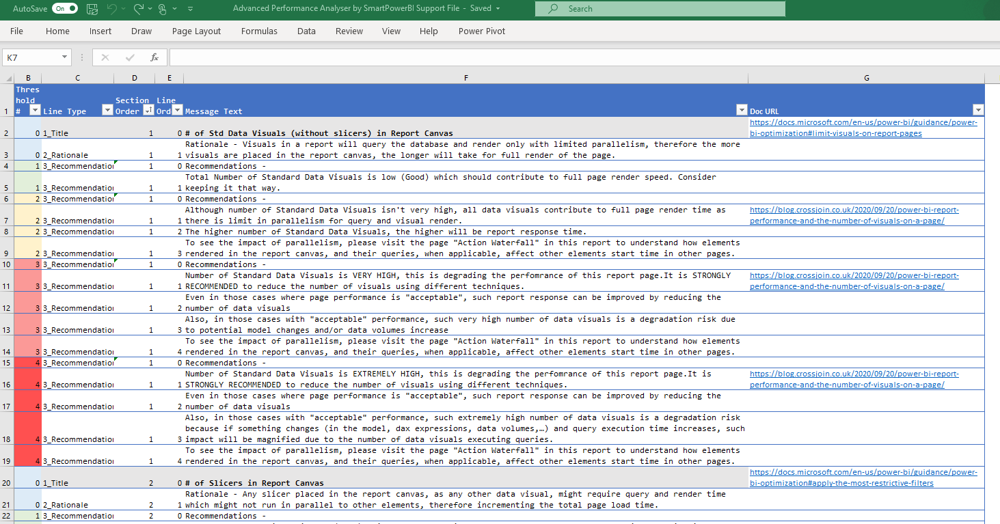 AutoSave On Advanced Performance Analyser by SmartPowerBI Support File - Saved Search
File Home Insert Draw Page Layout Formulas Data Review View Help Power Pivot
K7 fx
B C D E F G
Thres
hold Section Line
1 # Line Type Order Ord Message Text Doc URL
https://docs.microsoft.com/en-us/power-bi/guidance/power-
2 0 1_Title 1 0 # of Std Data Visuals (without slicers) in Report Canvas bi-optimization#limit-visuals-on-report-pages
Rationale - Visuals in a report will query the database and render only with limited parallelism, therefore the more
3 0 2_Rationale 1 1 visuals are placed in the report canvas, the longer will take for full render of the page.
4 1 3_Recommendation 1 0 Recommendations -
Total Number of Standard Data Visuals is low (Good) which should contribute to full page render speed. Consider
5 1 3_Recommendation 1 1 keeping it that way.
6 2 3_Recommendation 1 0 Recommendations -
Although number of Standard Data Visuals isn't very high, all data visuals contribute to full page render time as https://blog.crossjoin.co.uk/2020/09/20/power-bi-report-
7 2 3_Recommendation 1 1 there is limit in parallelism for query and visual render. performance-and-the-number-of-visuals-on-a-page/
8 2 3_Recommendation 1 2 The higher number of Standard Data Visuals, the higher will be report response time.
To see the impact of parallelism, please visit the page "Action Waterfall" in this report to understand how elements
9 2 3_Recommendation 1 3 rendered in the report canvas, and their queries, when applicable, affect other elements start time in other pages.
10 3 3_Recommendation 1 0 Recommendations -
Number of Standard Data Visuals is VERY HIGH, this is degrading the perfomrance of this report page.It is STRONGLY https://blog.crossjoin.co.uk/2020/09/20/power-bi-report-
11 3 3_Recommendation 1 1 RECOMMENDED to reduce the number of visuals using different techniques. performance-and-the-number-of-visuals-on-a-page/
Even in those cases where page performance is "acceptable", such report response can be improved by reducing the
12 3 3_Recommendation 1 2 number of data visuals
Also, in those cases with "acceptable" performance, such very high number of data visuals is a degradation risk due
13 3 3_Recommendation 1 3 to potential model changes and/or data volumes increase
To see the impact of parallelism, please visit the page "Action Waterfall" in this report to understand how elements
14 3 3_Recommendation 1 4 rendered in the report canvas, and their queries, when applicable, affect other elements start time in other pages.
15 4 3_Recommendation 1 0 Recommendations -
Number of Standard Data Visuals is EXTREMELY HIGH, this is degrading the perfomrance of this report page.It is https://blog.crossjoin.co.uk/2020/09/20/power-bi-report-
16 4 3_Recommendation 1 1 STRONGLY RECOMMENDED to reduce the number of visuals using different techniques. performance-and-the-number-of-visuals-on-a-page/
Even in those cases where page performance is "acceptable", such report response can be improved by reducing the
17 4 3_Recommendation 1 2 number of data visuals
Also, in those cases with "acceptable" performance, such extremely high number of data visuals is a degradation risk
because if something changes (in the model, dax expressions, data volumes,…) and query execution time increases, such
18 4 3_Recommendation 1 3 impact will be magnified due to the number of data visuals executing queries.
To see the impact of parallelism, please visit the page "Action Waterfall" in this report to understand how elements
19 4 3_Recommendation 1 4 rendered in the report canvas, and their queries, when applicable, affect other elements start time in other pages.
https://docs.microsoft.com/en-us/power-bi/guidance/power-
20 0 1_Title 2 0 # of Slicers in Report Canvas bi-optimization#apply-the-most-restrictive-filters
Rationale - Any slicer placed in the report canvas, as any other data visual, might require query and render time
21 0 2_Rationale 2 1 which might not run in parallel to other elements, therefore incrementing the total page load time.
22 1 3_Recommendation 2 0 Recommendations -